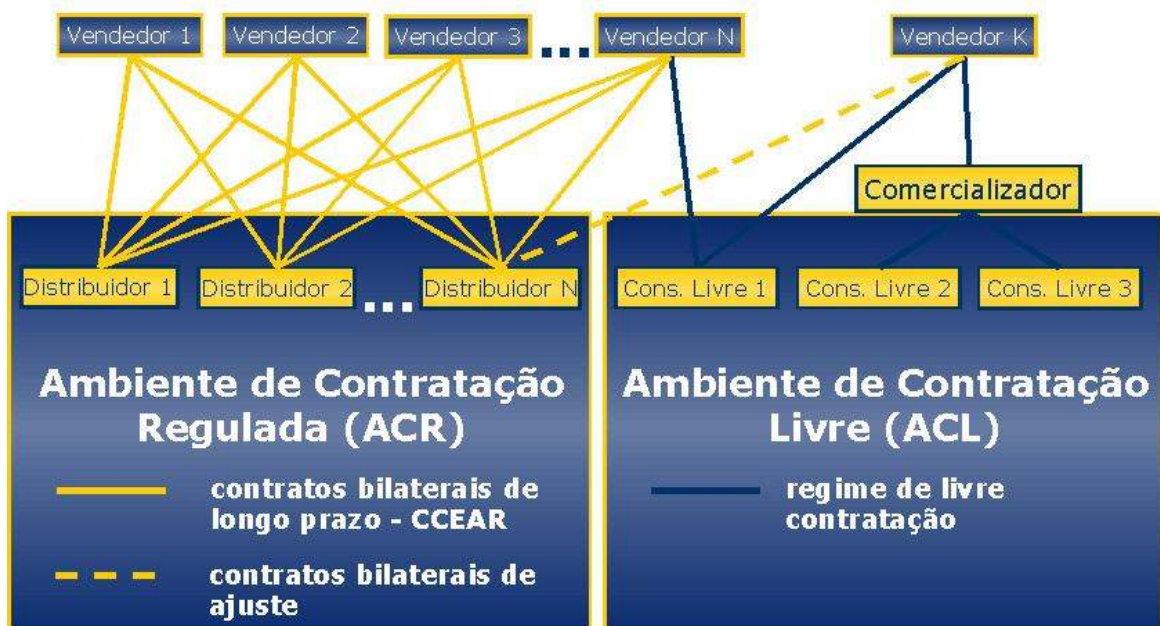 Vendedor 1
Vendedor 2
Vendedor 3
...
Vendedor N
Vendedor K
Comercializador
Distribuidor 1
Distribuidor 2
...
Distribuidor N
Cons. Livre 1
Cons. Livre 2
Cons. Livre 3
Ambiente de Contratação
Regulada (ACR)
contratos bilaterais de
longo prazo - CCEAR
contratos bilaterais de
ajuste
Ambiente de Contratação
Livre (ACL)
regime de livre
contratação